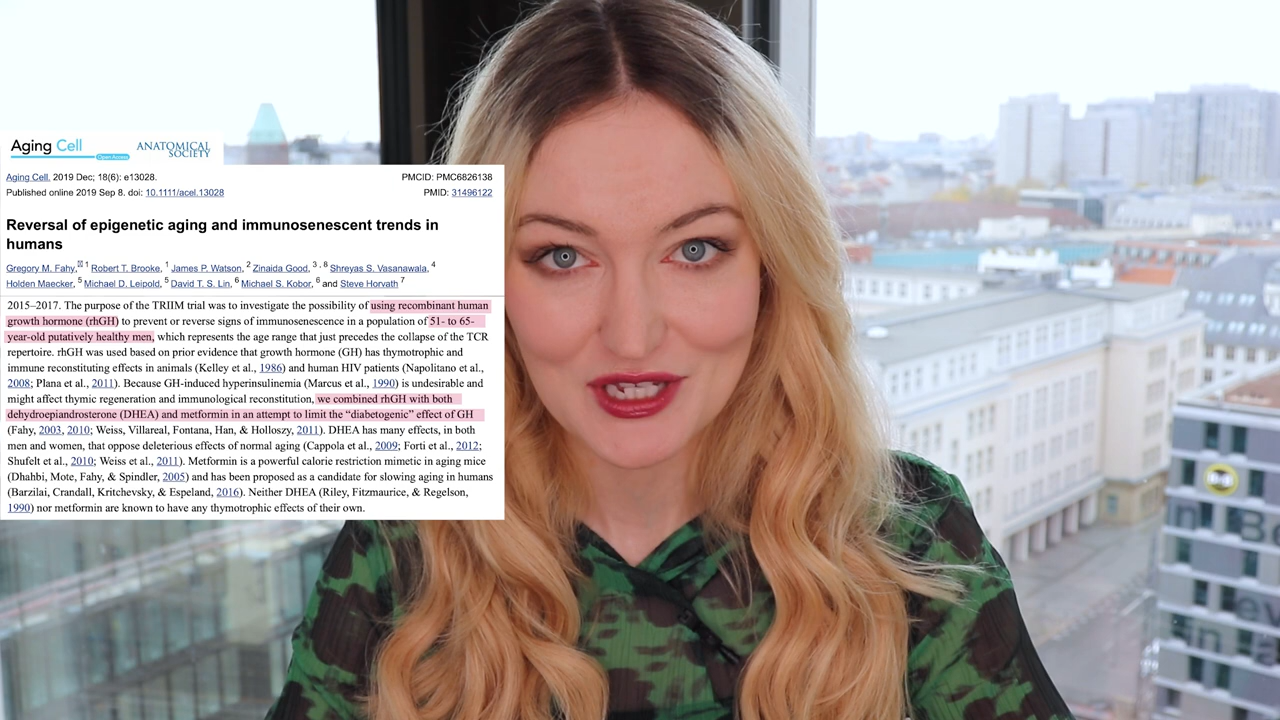 Aging Cell
Open Access
ANATOMICAL
SOCIETY
Aging Cell. 2019 Dec; 18(6): e13028.
PMCID: PMC6826138
Published online 2019 Sep 8. doi: 10.1111/acel.13028
PMID: 31496122
Reversal of epigenetic aging and immunosenescent trends in
humans
Gregory M. Fahy, 1 Robert T. Brooke, 1 James P. Watson, 2 Zinaida Good, 3 , 8 Shreyas S. Vasanawala, 4
Holden Maecker, 5 Michael D. Leipold, 5 David T. S. Lin, 6 Michael S. Kobor, 6 and Steve Horvath 7
2015–2017. The purpose of the TRIIM trial was to investigate the possibility of using recombinant human
growth hormone (rhGH) to prevent or reverse signs of immunosenescence in a population of 51- to 65-
year-old putatively healthy men, which represents the age range that just precedes the collapse of the TCR
repertoire. rhGH was used based on prior evidence that growth hormone (GH) has thymotrophic and
immune reconstituting effects in animals (Kelley et al., 1986) and human HIV patients (Napolitano et al.,
2008; Plana et al., 2011). Because GH-induced hyperinsulinemia (Marcus et al., 1990) is undesirable and
might affect thymic regeneration and immunological reconstitution, we combined rhGH with both
dehydroepiandrosterone (DHEA) and metformin in an attempt to limit the “diabetogenic” effect of GH
(Fahy, 2003, 2010; Weiss, Villareal, Fontana, Han, & Holloszy, 2011). DHEA has many effects, in both
men and women, that oppose deleterious effects of normal aging (Cappola et al., 2009; Forti et al., 2012;
Shufelt et al., 2010; Weiss et al., 2011). Metformin is a powerful calorie restriction mimetic in aging mice
(Dhahbi, Mote, Fahy, & Spindler, 2005) and has been proposed as a candidate for slowing aging in humans
(Barzilai, Crandall, Kritchevsky, & Espeland, 2016). Neither DHEA (Riley, Fitzmaurice, & Regelson,
1990) nor metformin are known to have any thymotrophic effects of their own.